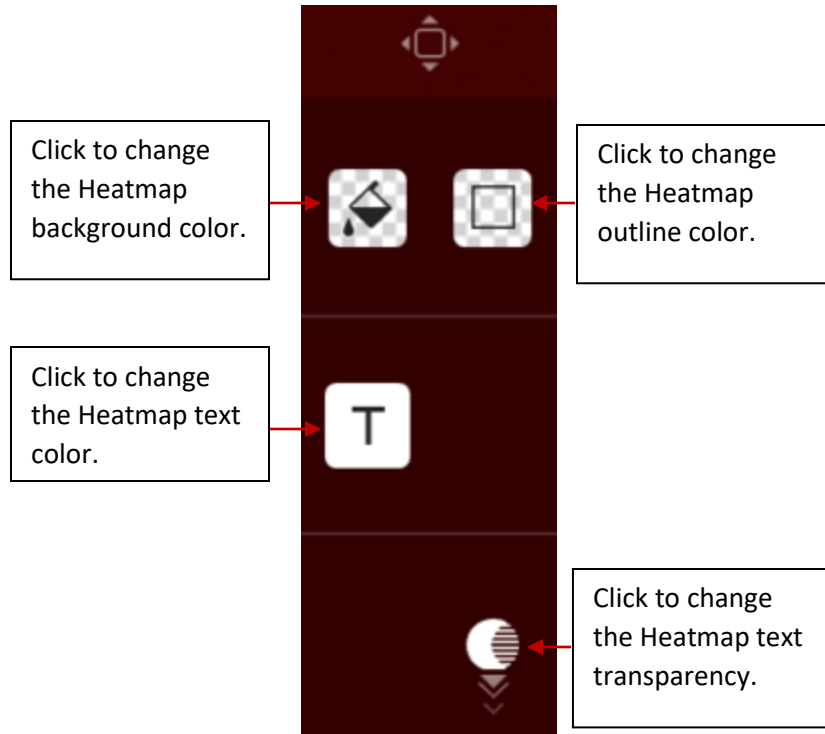 Click to change
the Heatmap
background color.
Click to change
the Heatmap
outline color.
Click to change
the Heatmap text
color.
T
Click to change
the Heatmap text
transparency.